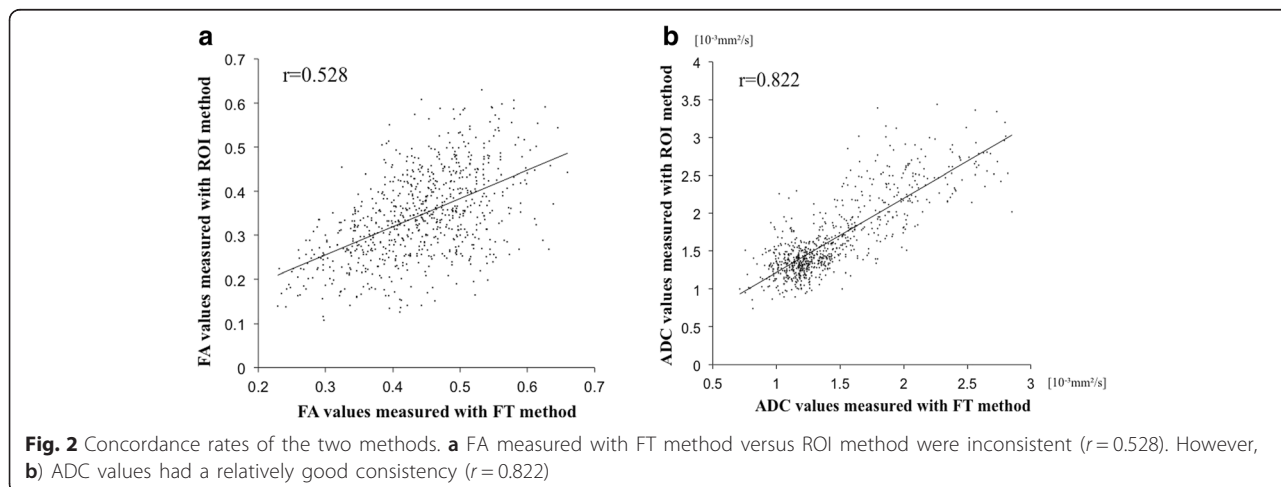 a
r=0.528
FA values measured with ROI method
0.7
0.6
0.5
0.4
0.3
0.2
0.1
0
0.2 0.3 0.4 0.5 0.6 0.7
FA values measured with FT method
b
[10⁻³mm²/s]
r=0.822
ADC values measured with ROI method
4
3.5
3
2.5
2
1.5
1
0.5
0
0.5 1 1.5 2 2.5 3
[10⁻³mm²/s]
ADC values measured with FT method
Fig. 2 Concordance rates of the two methods. a FA measured with FT method versus ROI method were inconsistent (r = 0.528). However,
b) ADC values had a relatively good consistency (r = 0.822)